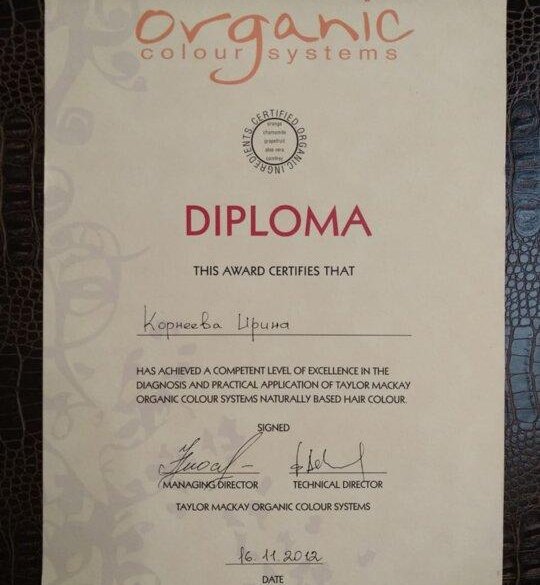 organic
colour systems
CERTIFIED ORGANIC INGREDIENTS
orange
chamomile
grapefruit
aloe vera
comfrey
DIPLOMA
THIS AWARD CERTIFIES THAT
Корнеева Ирина
HAS ACHIEVED A COMPETENT LEVEL OF EXCELLENCE IN THE
DIAGNOSIS AND PRACTICAL APPLICATION OF TAYLOR MACKAY
ORGANIC COLOUR SYSTEMS NATURALLY BASED HAIR COLOUR.
SIGNED
MANAGING DIRECTOR TECHNICAL DIRECTOR
TAYLOR MACKAY ORGANIC COLOUR SYSTEMS
16.11.2012
DATE